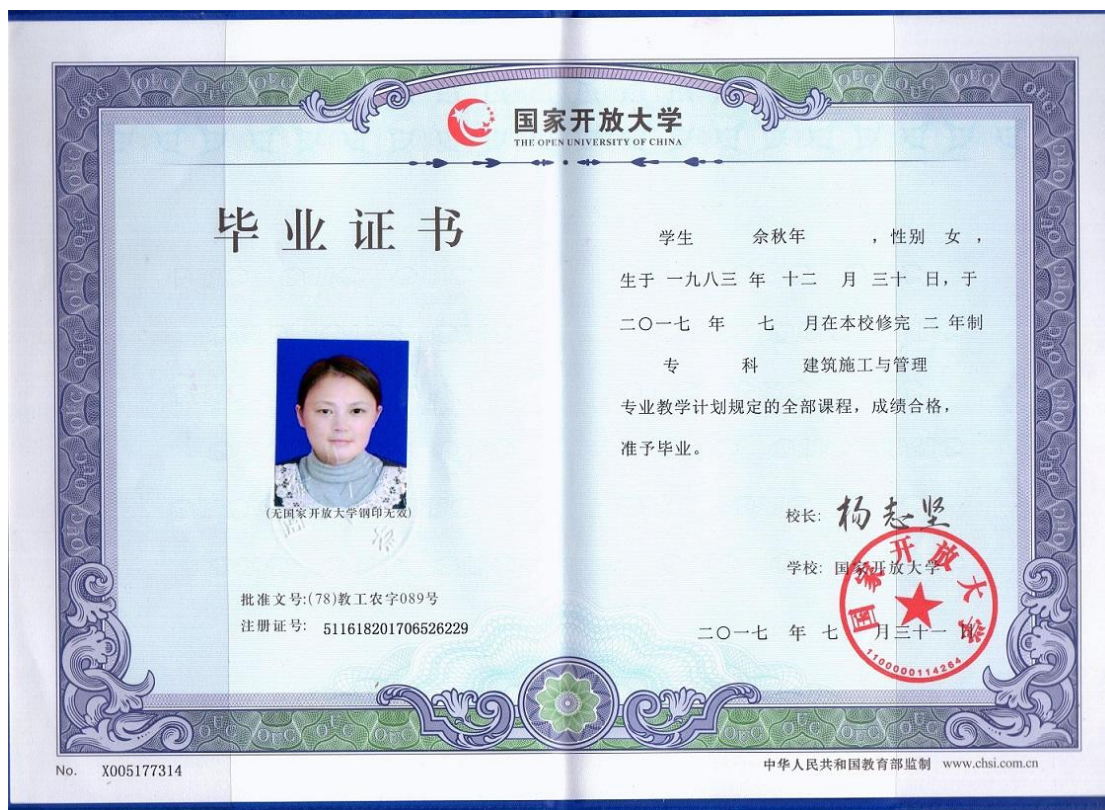 国家开放大学
THE OPEN UNIVERSITY OF CHINA
毕业证书
(无国家开放大学钢印无效)
批准文号:(78)教工农字089号
注册证号: 511618201706526229
学生 佘秋年 ，性别 女 ，
生于 一九八三 年 十二 月 三十 日，于
二〇一七 年 七 月在本校修完 二 年制
专 科 建筑施工与管理
专业教学计划规定的全部课程，成绩合格，
准予毕业。
校长: 杨志坚
学校: 国家开放大学
国家开放大学
1100000114264
二〇一七 年 七 月三十一 日
No. X005177314
中华人民共和国教育部监制 www.chsi.com.cn